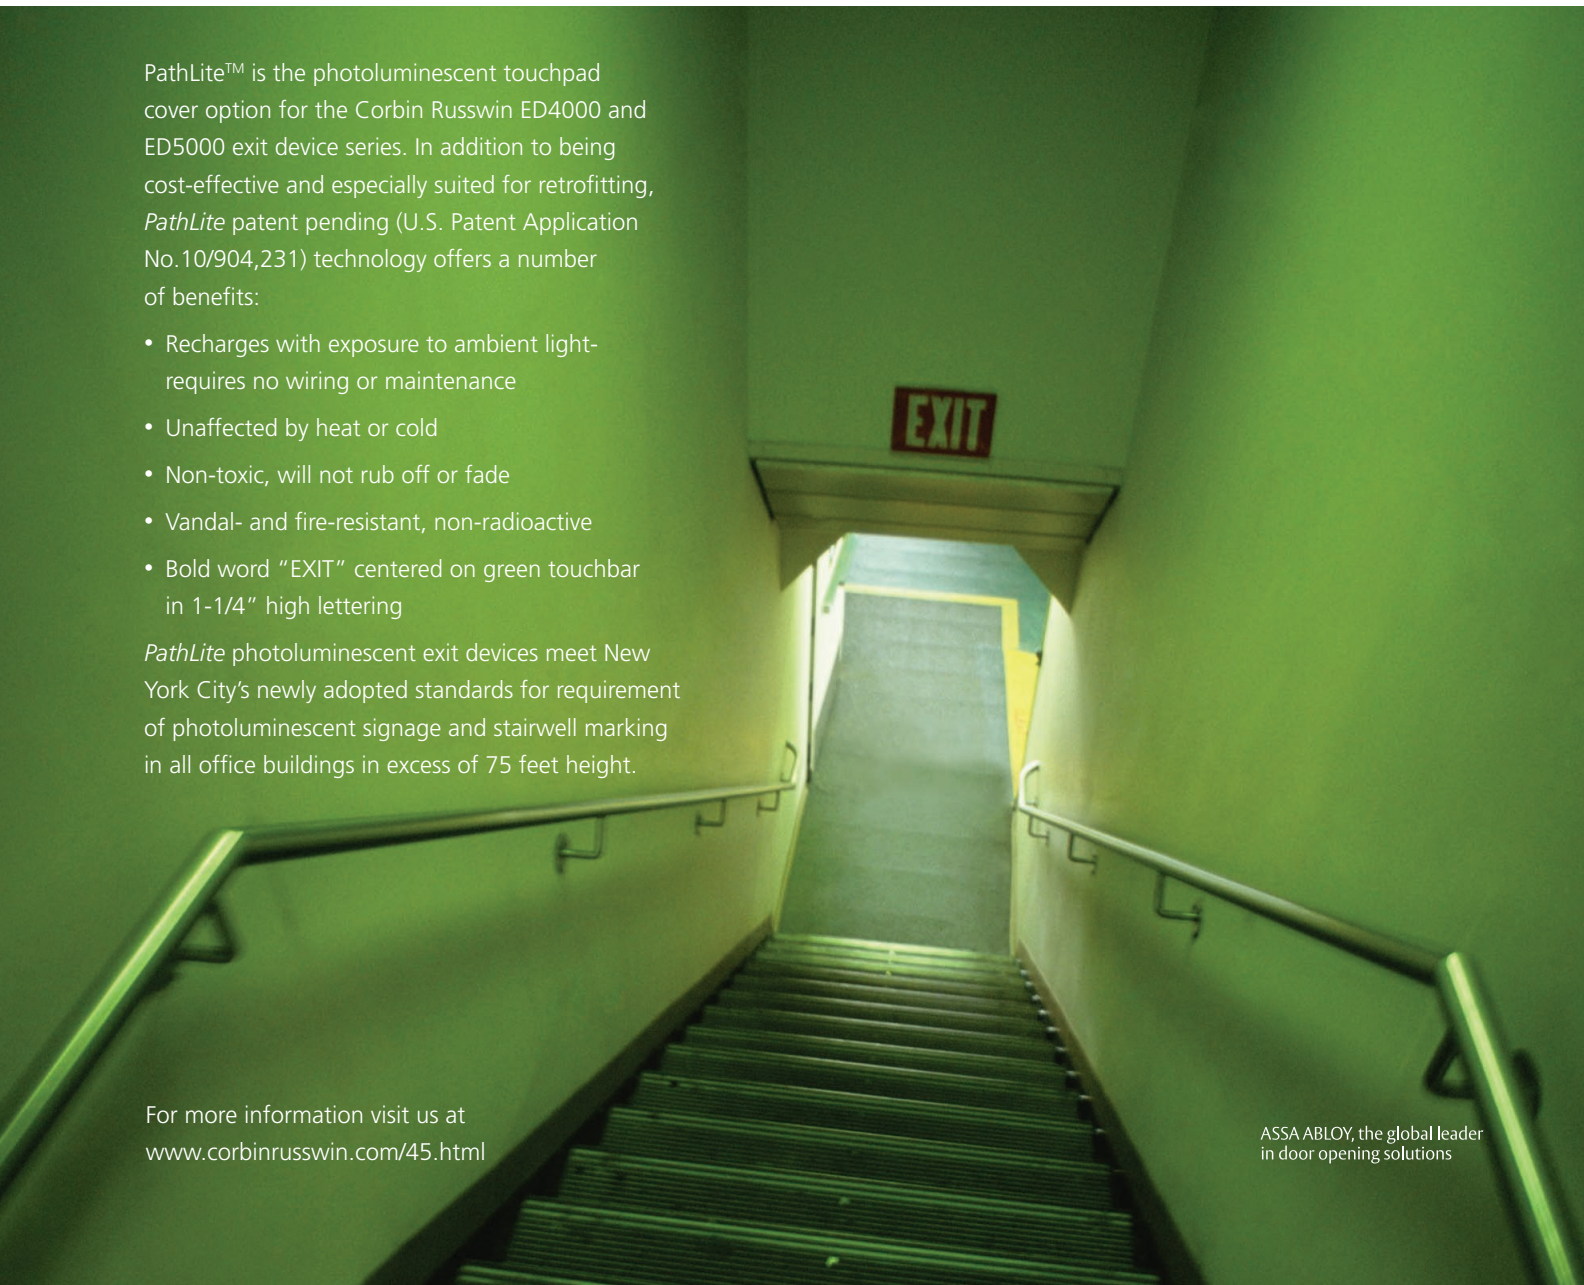 PathLite™ is the photoluminescent touchpad
cover option for the Corbin Russwin ED4000 and
ED5000 exit device series. In addition to being
cost-effective and especially suited for retrofitting,
PathLite patent pending (U.S. Patent Application
No.10/904,231) technology offers a number
of benefits:
• Recharges with exposure to ambient light-
requires no wiring or maintenance
• Unaffected by heat or cold
• Non-toxic, will not rub off or fade
• Vandal- and fire-resistant, non-radioactive
• Bold word “EXIT” centered on green touchbar
in 1-1/4” high lettering
PathLite photoluminescent exit devices meet New
York City’s newly adopted standards for requirement
of photoluminescent signage and stairwell marking
in all office buildings in excess of 75 feet height.
EXIT
For more information visit us at
www.corbinrusswin.com/45.html
ASSA ABLOY, the global leader
in door opening solutions